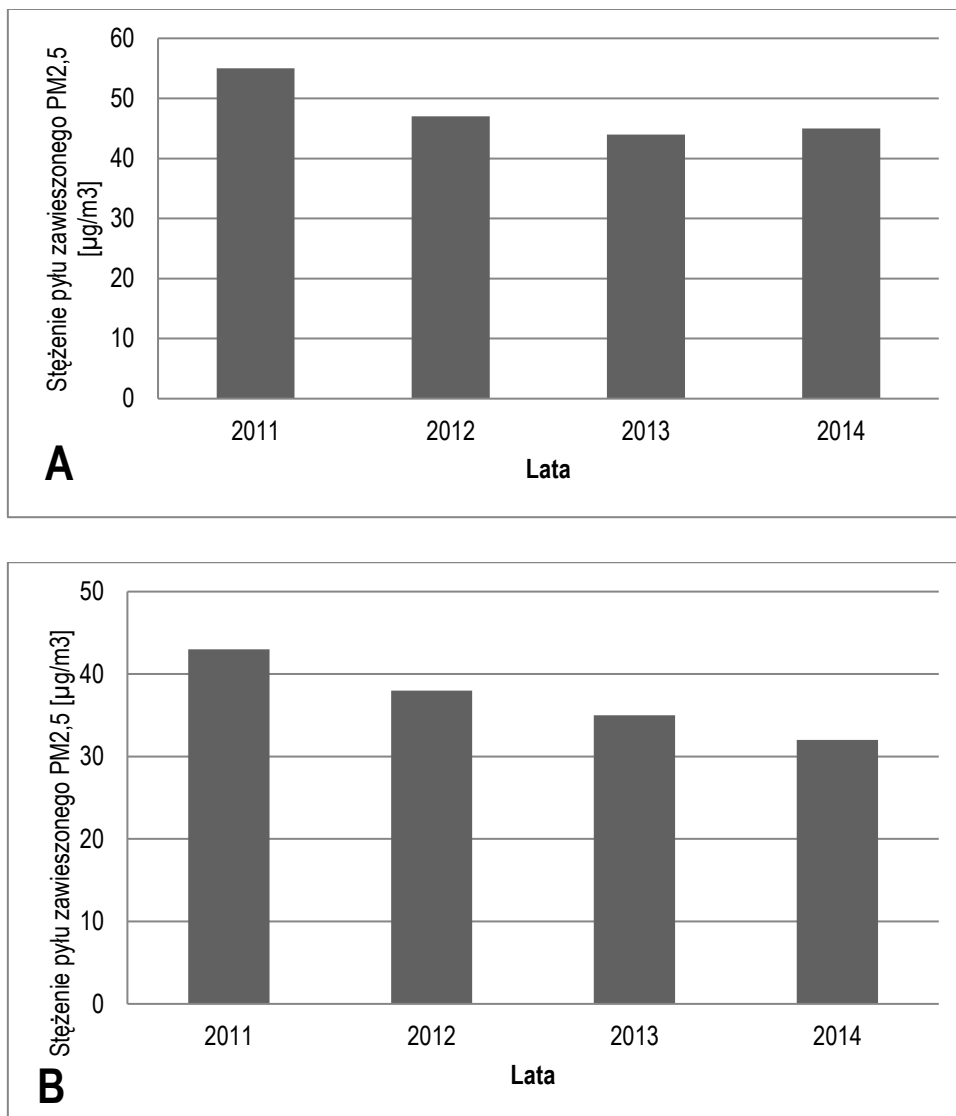 Stężenie pyłu zawieszonego PM2,5
[µg/m3]
60
50
40
30
20
10
0
2011 2012 2013 2014
Lata
A
Stężenie pyłu zawieszonego PM2,5 [µg/m3]
50
40
30
20
10
0
2011 2012 2013 2014
Lata
B